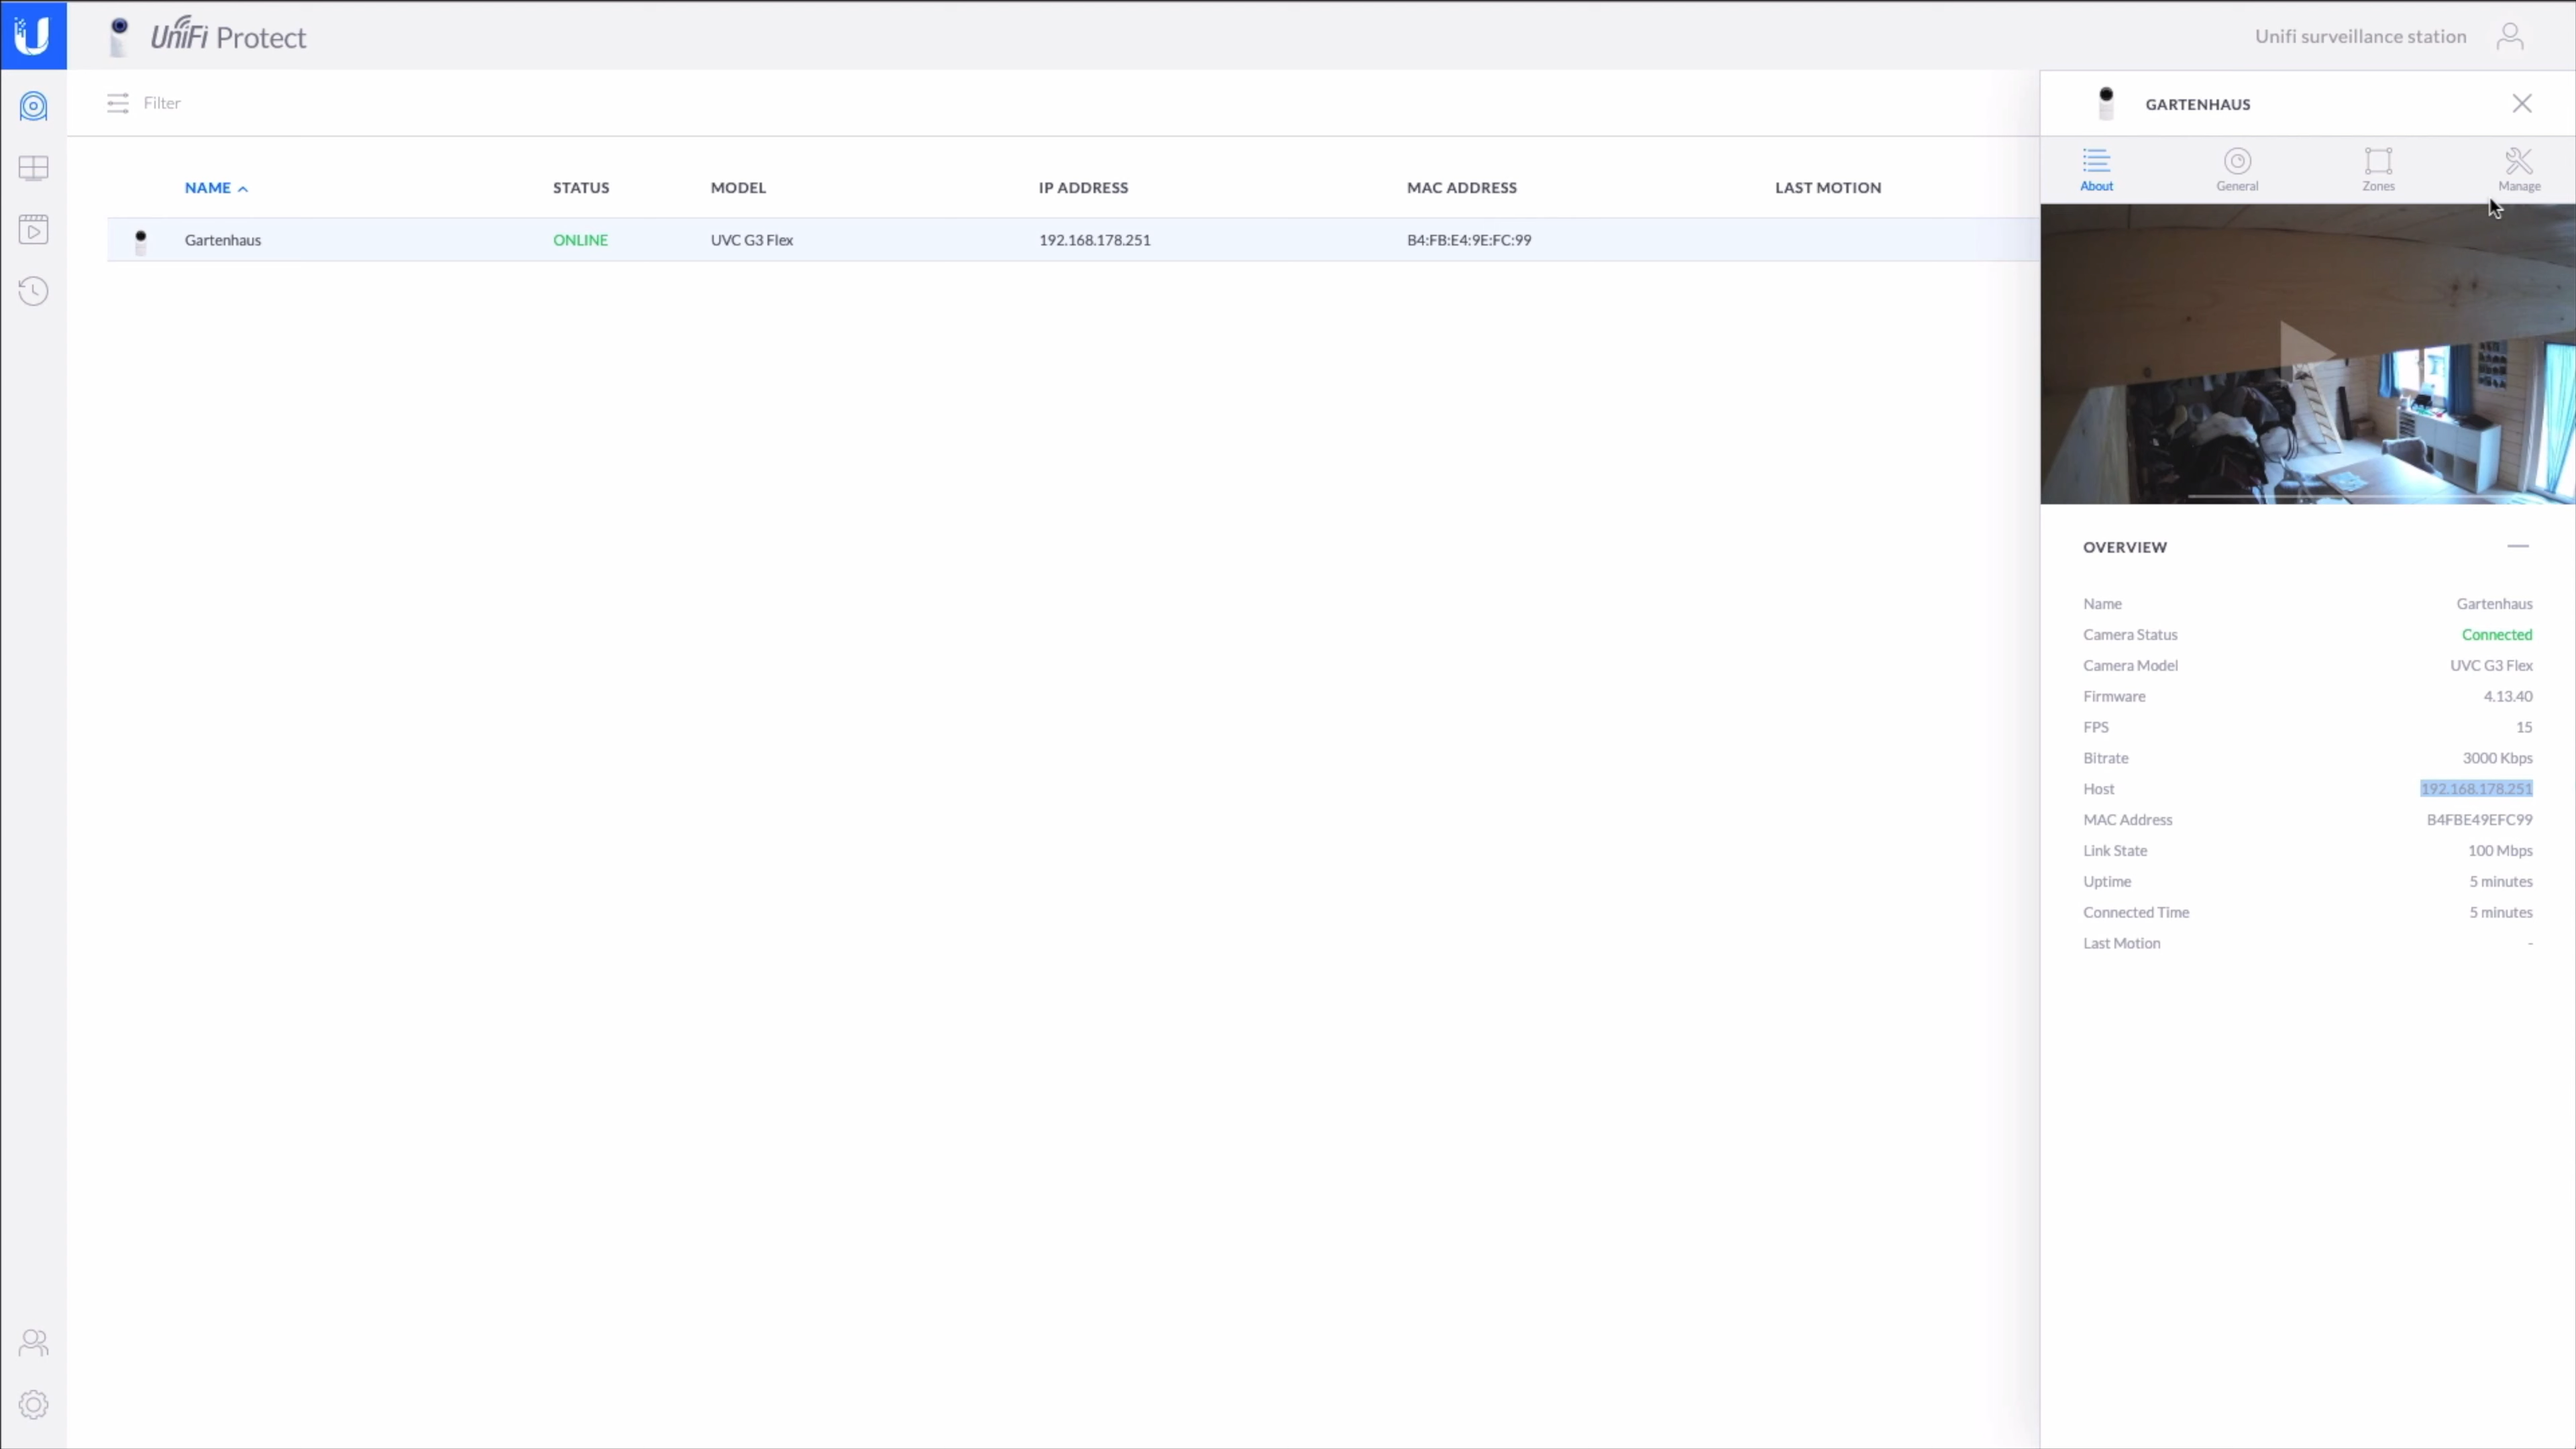 UniFi Protect
Unifi surveillance station
Filter
NAME STATUS MODEL IP ADDRESS MAC ADDRESS LAST MOTION
Gartenhaus ONLINE UVC G3 Flex 192.168.178.251 B4:FB:E4:9E:FC:99
GARTENHAUS
About General Zones Manage
OVERVIEW
Name Gartenhaus
Camera Status Connected
Camera Model UVC G3 Flex
Firmware 4.13.40
FPS 15
Bitrate 3000 Kbps
Host 192.168.178.251
MAC Address B4FBE49EFC99
Link State 100 Mbps
Uptime 5 minutes
Connected Time 5 minutes
Last Motion -